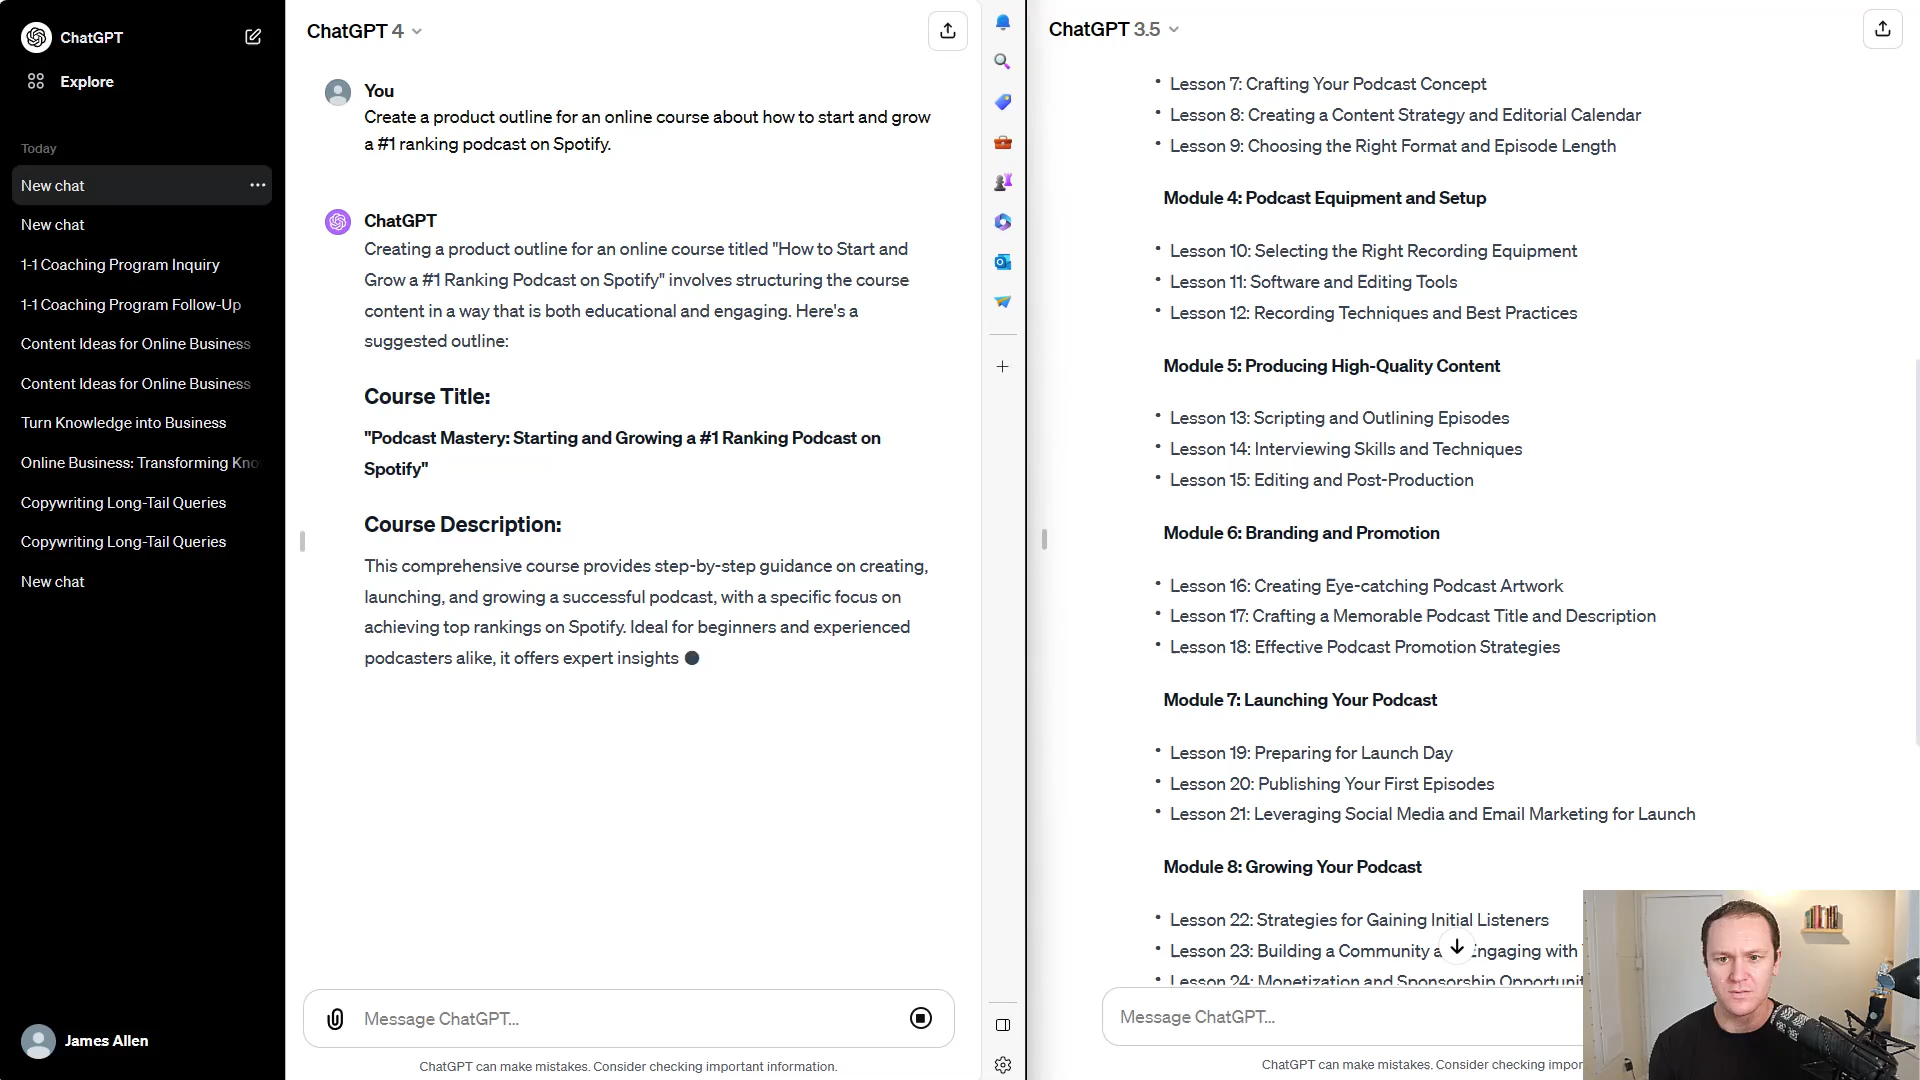 ChatGPT
Explore
Today
New chat
New chat
1-1 Coaching Program Inquiry
1-1 Coaching Program Follow-Up
Content Ideas for Online Business
Content Ideas for Online Business
Turn Knowledge into Business
Online Business: Transforming Kno
Copywriting Long-Tail Queries
Copywriting Long-Tail Queries
New chat
James Allen
ChatGPT 4
You
Create a product outline for an online course about how to start and grow
a #1 ranking podcast on Spotify.
ChatGPT
Creating a product outline for an online course titled "How to Start and
Grow a #1 Ranking Podcast on Spotify" involves structuring the course
content in a way that is both educational and engaging. Here's a
suggested outline:
Course Title:
"Podcast Mastery: Starting and Growing a #1 Ranking Podcast on
Spotify"
Course Description:
This comprehensive course provides step-by-step guidance on creating,
launching, and growing a successful podcast, with a specific focus on
achieving top rankings on Spotify. Ideal for beginners and experienced
podcasters alike, it offers expert insights
Message ChatGPT...
ChatGPT can make mistakes. Consider checking important information.
ChatGPT 3.5
• Lesson 7: Crafting Your Podcast Concept
• Lesson 8: Creating a Content Strategy and Editorial Calendar
• Lesson 9: Choosing the Right Format and Episode Length
Module 4: Podcast Equipment and Setup
• Lesson 10: Selecting the Right Recording Equipment
• Lesson 11: Software and Editing Tools
• Lesson 12: Recording Techniques and Best Practices
Module 5: Producing High-Quality Content
• Lesson 13: Scripting and Outlining Episodes
• Lesson 14: Interviewing Skills and Techniques
• Lesson 15: Editing and Post-Production
Module 6: Branding and Promotion
• Lesson 16: Creating Eye-catching Podcast Artwork
• Lesson 17: Crafting a Memorable Podcast Title and Description
• Lesson 18: Effective Podcast Promotion Strategies
Module 7: Launching Your Podcast
• Lesson 19: Preparing for Launch Day
• Lesson 20: Publishing Your First Episodes
• Lesson 21: Leveraging Social Media and Email Marketing for Launch
Module 8: Growing Your Podcast
• Lesson 22: Strategies for Gaining Initial Listeners
• Lesson 23: Building a Community a Engaging with
• Lesson 24: Monetization and Sponsorship Opportunit
Message ChatGPT...
ChatGPT can make mistakes. Consider checking impor